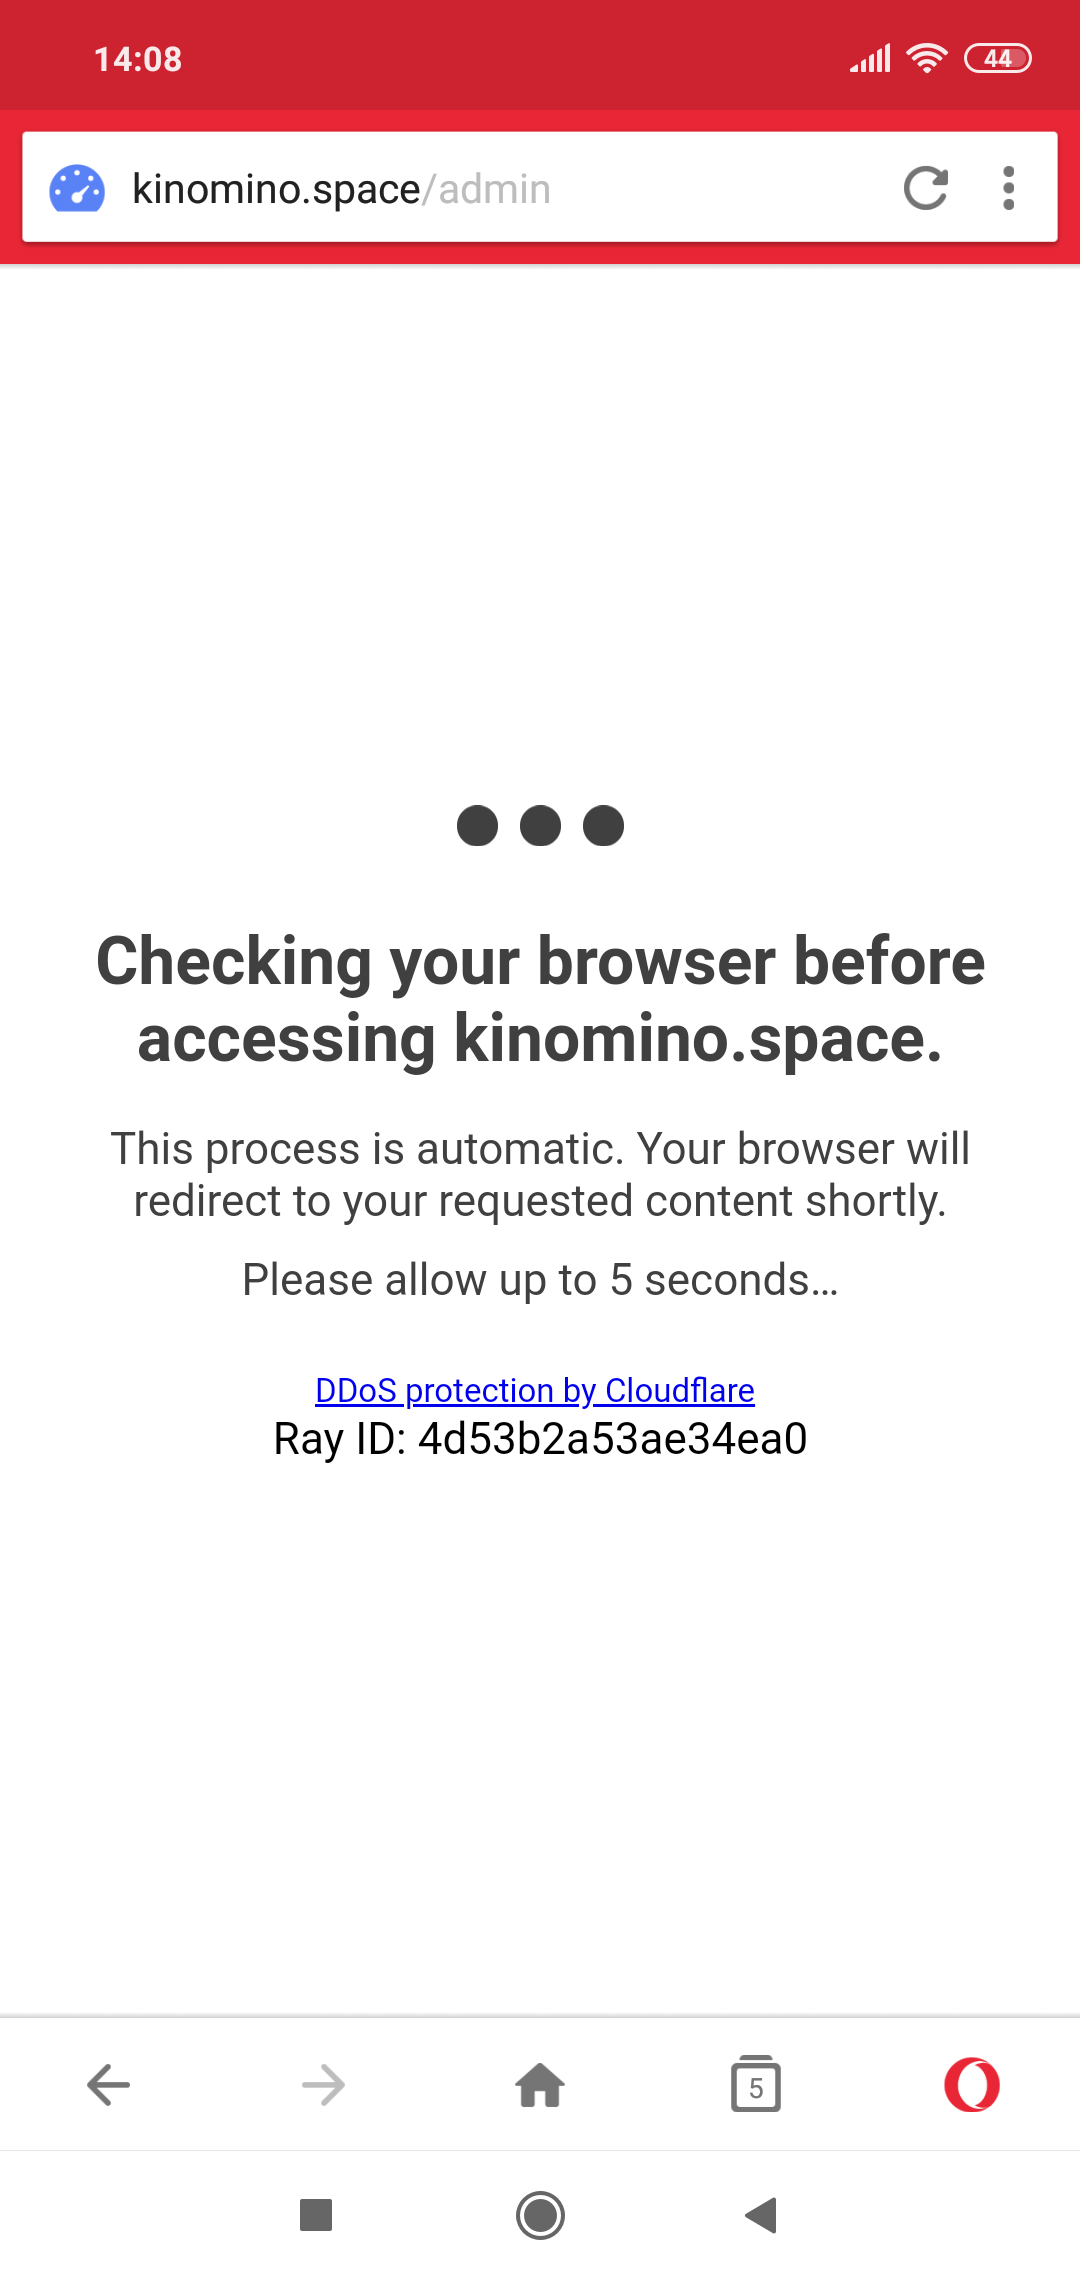 14:08
44
kinomino.space/admin
Checking your browser before
accessing kinomino.space.
This process is automatic. Your browser will
redirect to your requested content shortly.
Please allow up to 5 seconds…
DDoS protection by Cloudflare
Ray ID: 4d53b2a53ae34ea0
5